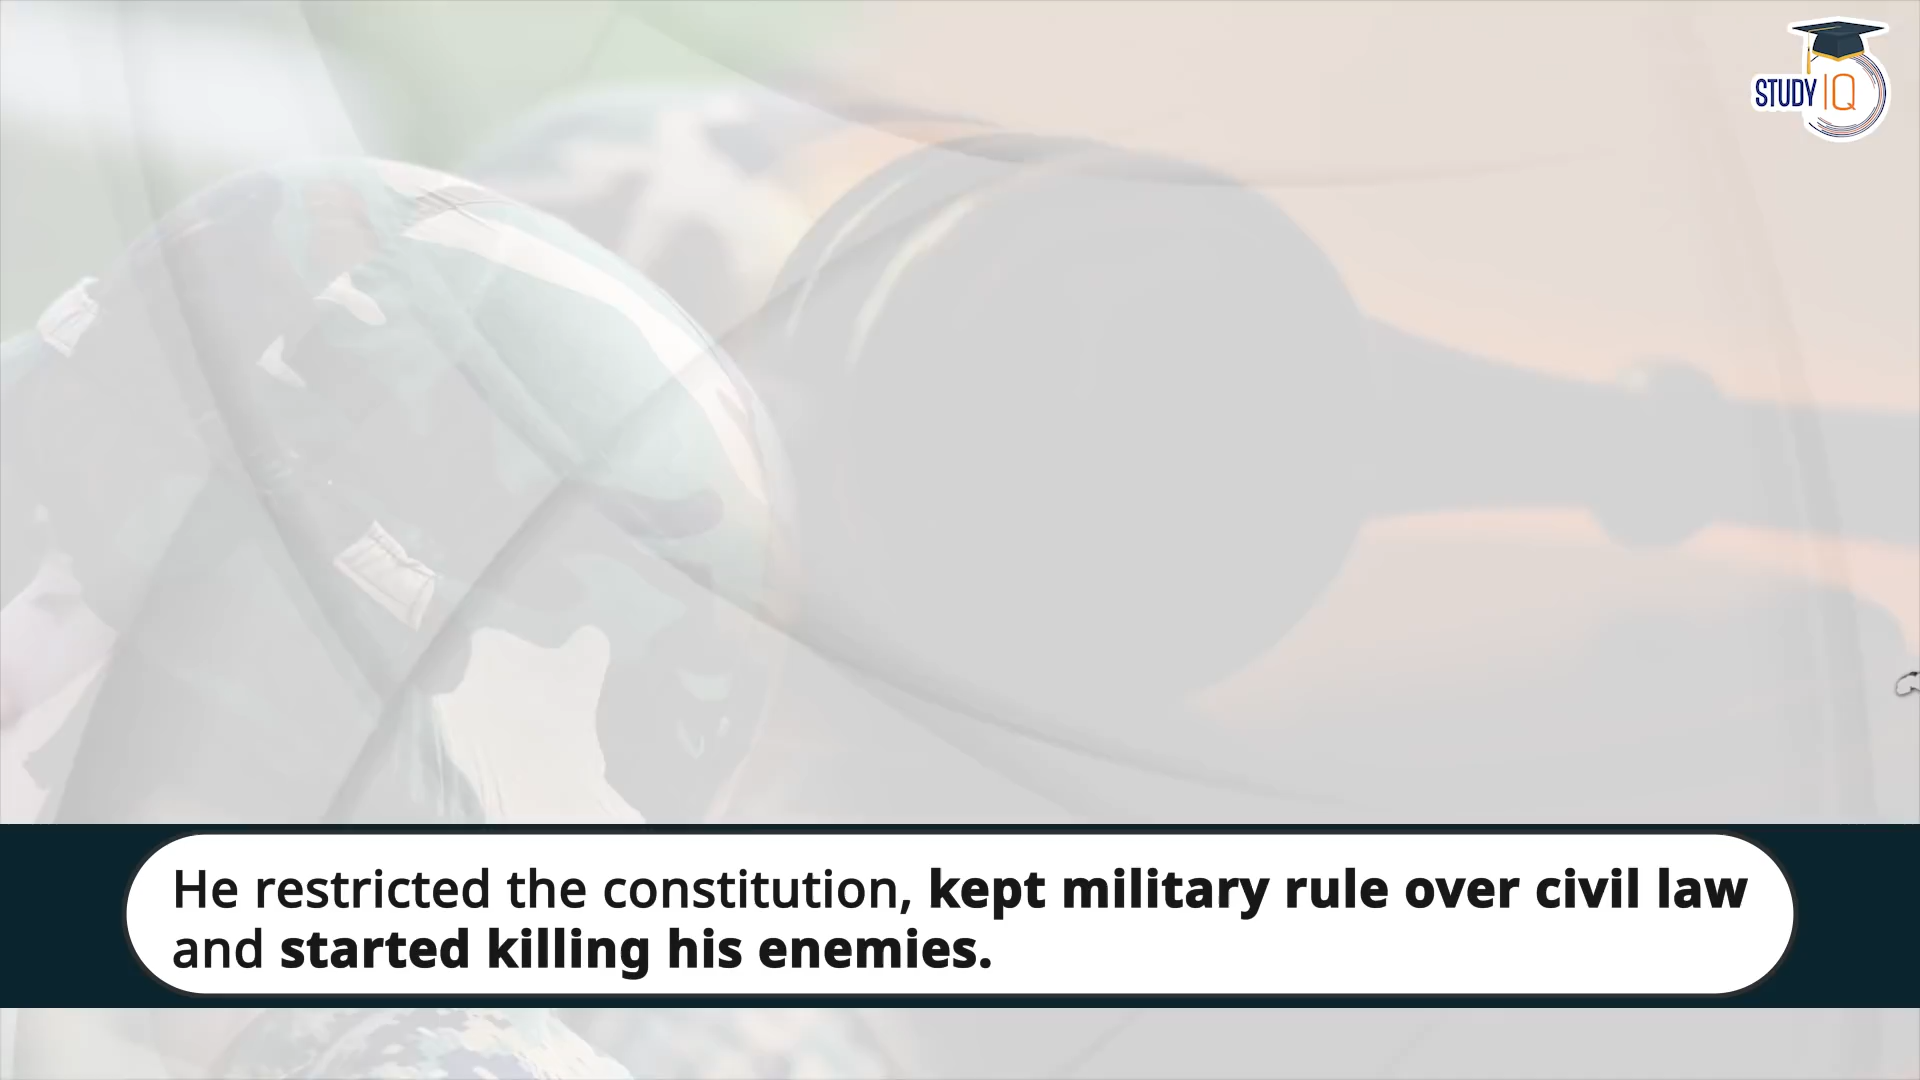 STUDY IQ
He restricted the constitution, kept military rule over civil law
and started killing his enemies.